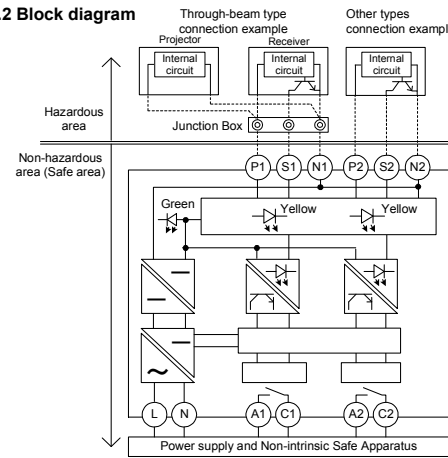 .2 Block diagram
Through-beam type
connection example
Other types
connection exampl
Projector
Receiver
Internal
circuit
Internal
circuit
Internal
circuit
Hazardous
area
Junction Box
Non-hazardous
area (Safe area)
P1 S1 N1 P2 S2 N2
Green
Yellow
Yellow
L N A1 C1 A2 C2
Power supply and Non-intrinsic Safe Apparatus